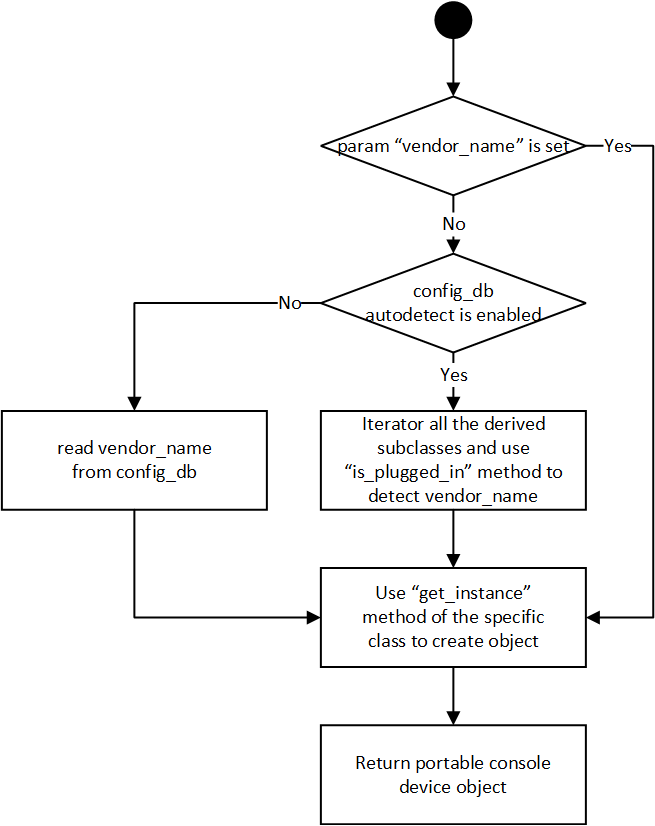 param “vendor_name” is set
Yes
No
config_db
autodetect is enabled
No
Yes
read vendor_name
from config_db
Iterator all the derived
subclasses and use
“is_plugged_in” method to
detect vendor_name
Use “get_instance”
method of the specific
class to create object
Return portable console
device object